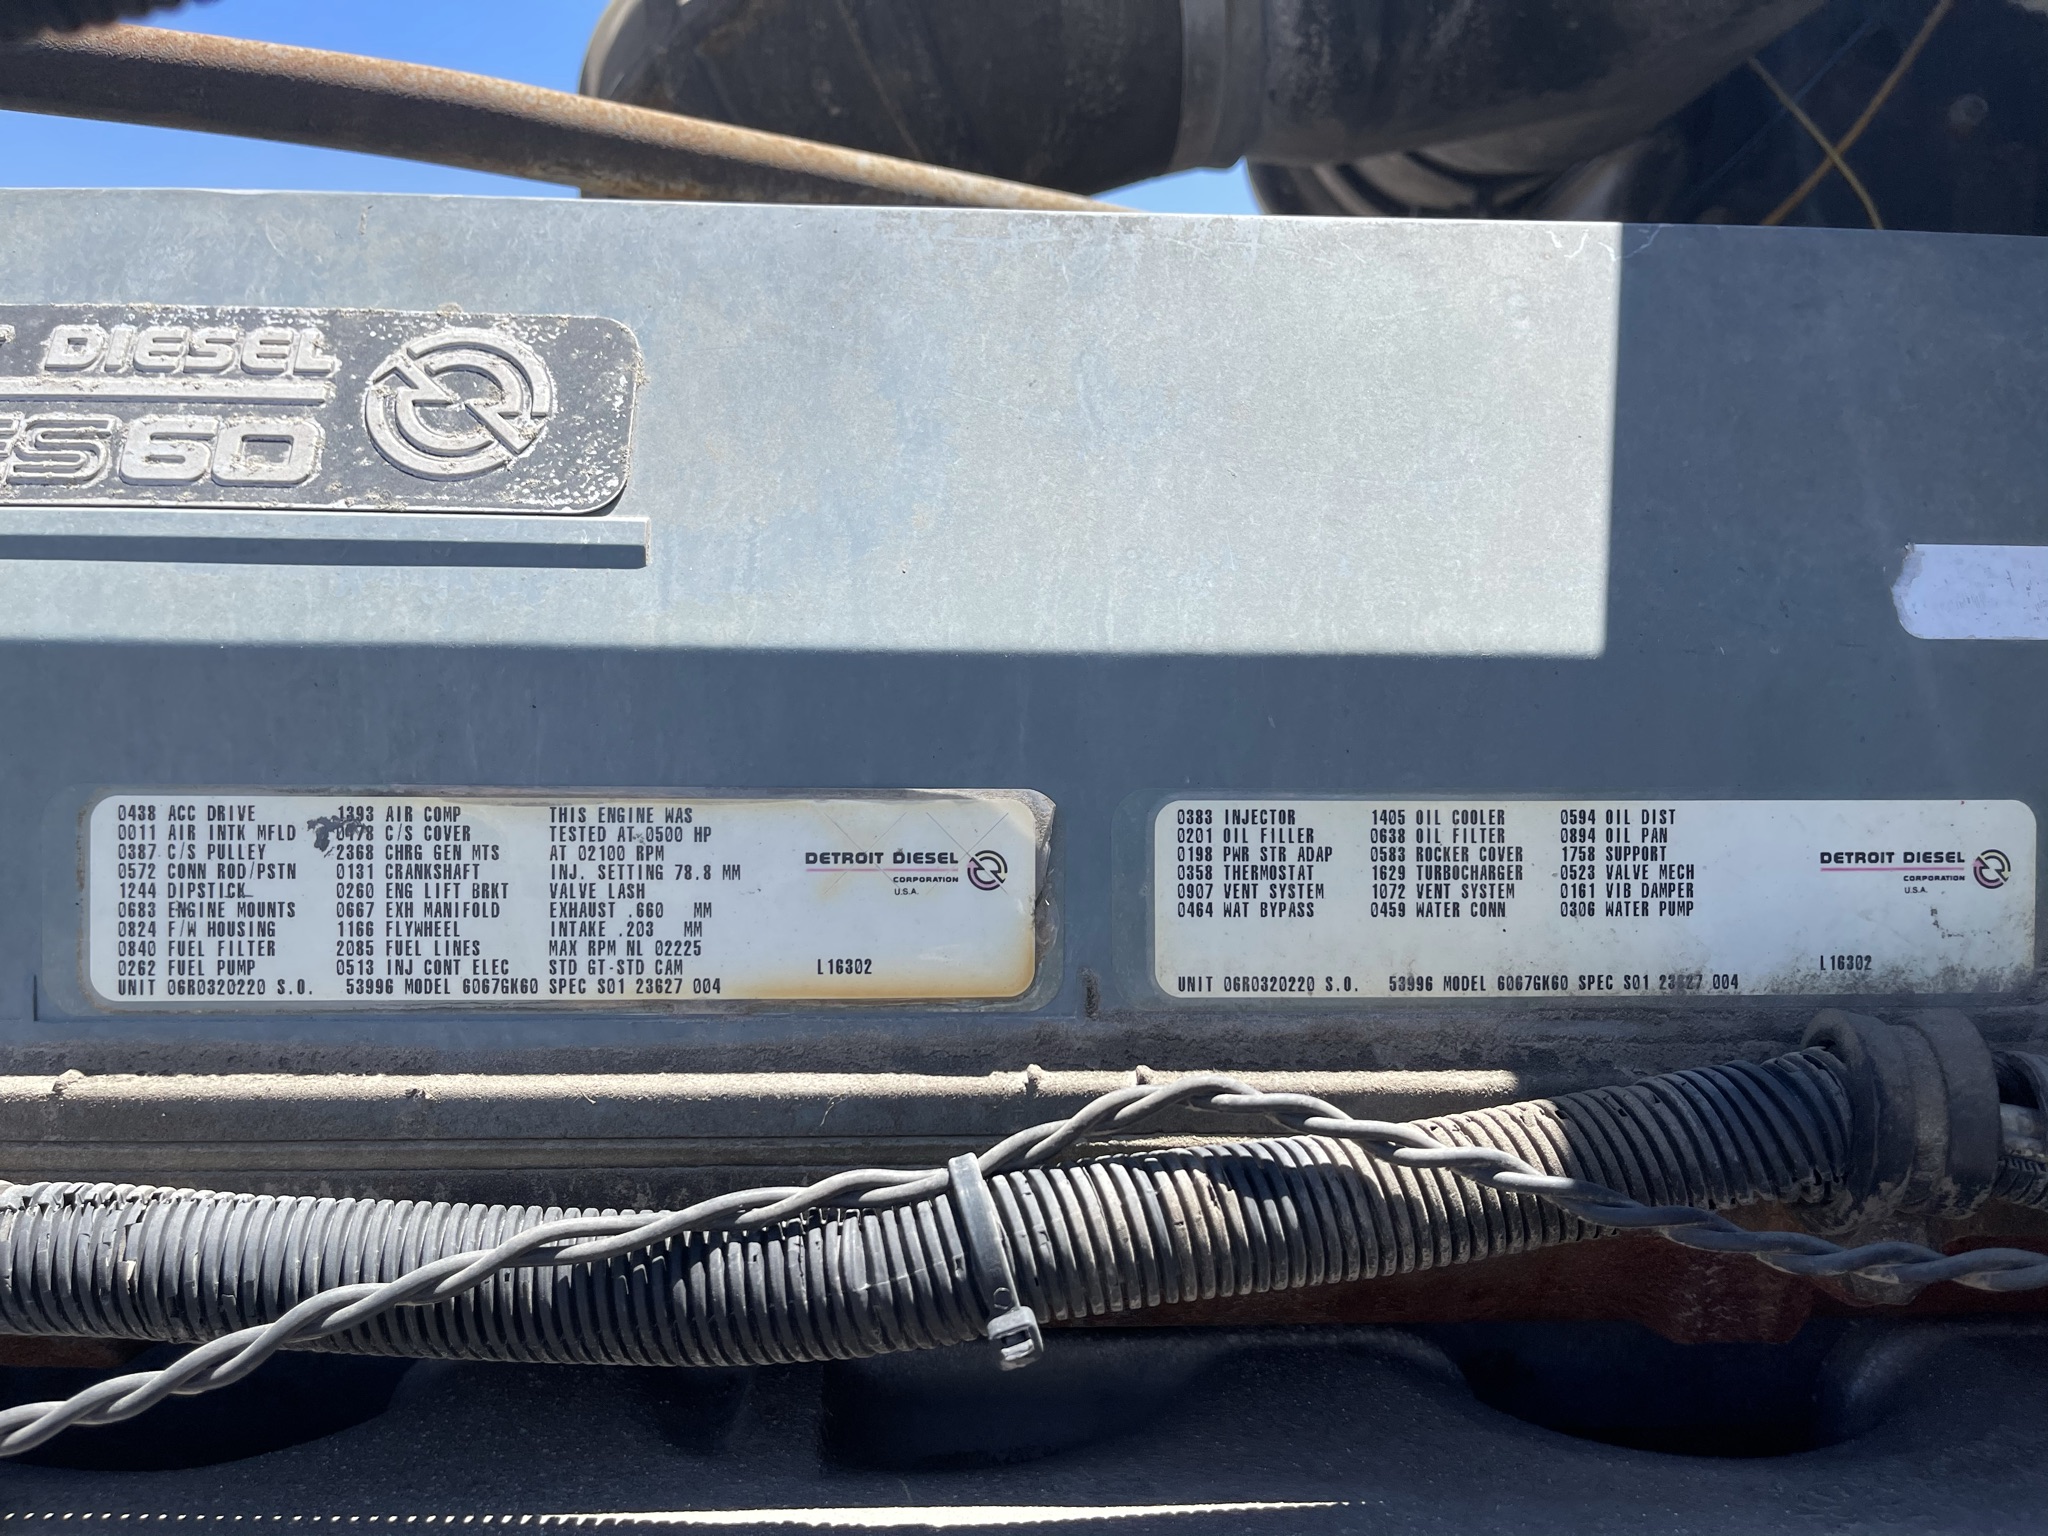 DIESEL
60
0438 ACC DRIVE 1393 AIR COMP THIS ENGINE WAS
0011 AIR INTK MFLD C/S COVER TESTED AT 0500 HP
0387 C/S PULLEY 2368 CHRG GEN MTS AT 02100 RPM
0572 CONN ROD/PSTN 0131 CRANKSHAFT INJ. SETTING 78.8 MM
1244 DIPSTICK 0260 ENG LIFT BRKT VALVE LASH
0683 ENGINE MOUNTS 0667 EXH MANIFOLD EXHAUST .660 MM
0824 F/W HOUSING 1166 FLYWHEEL INTAKE .203 MM
0840 FUEL FILTER 2085 FUEL LINES MAX RPM NL 02225
0262 FUEL PUMP 0513 INJ CONT ELEC STD GT-STD CAM L16302
UNIT 06R0320220 S.O. 53996 MODEL 6067GK60 SPEC S01 23627 004
DETROIT DIESEL
CORPORATION
U.S.A.
0383 INJECTOR 1405 OIL COOLER 0594 OIL DIST
0201 OIL FILLER 0638 OIL FILTER 0894 OIL PAN
0198 PWR STR ADAP 0583 ROCKER COVER 1758 SUPPORT
0358 THERMOSTAT 1629 TURBOCHARGER 0523 VALVE MECH
0907 VENT SYSTEM 1072 VENT SYSTEM 0161 VIB DAMPER
0464 WAT BYPASS 0459 WATER CONN 0306 WATER PUMP
L16302
UNIT 06R0320220 S.O. 53996 MODEL 6067GK60 SPEC S01 23627 004
DETROIT DIESEL
CORPORATION
U.S.A.